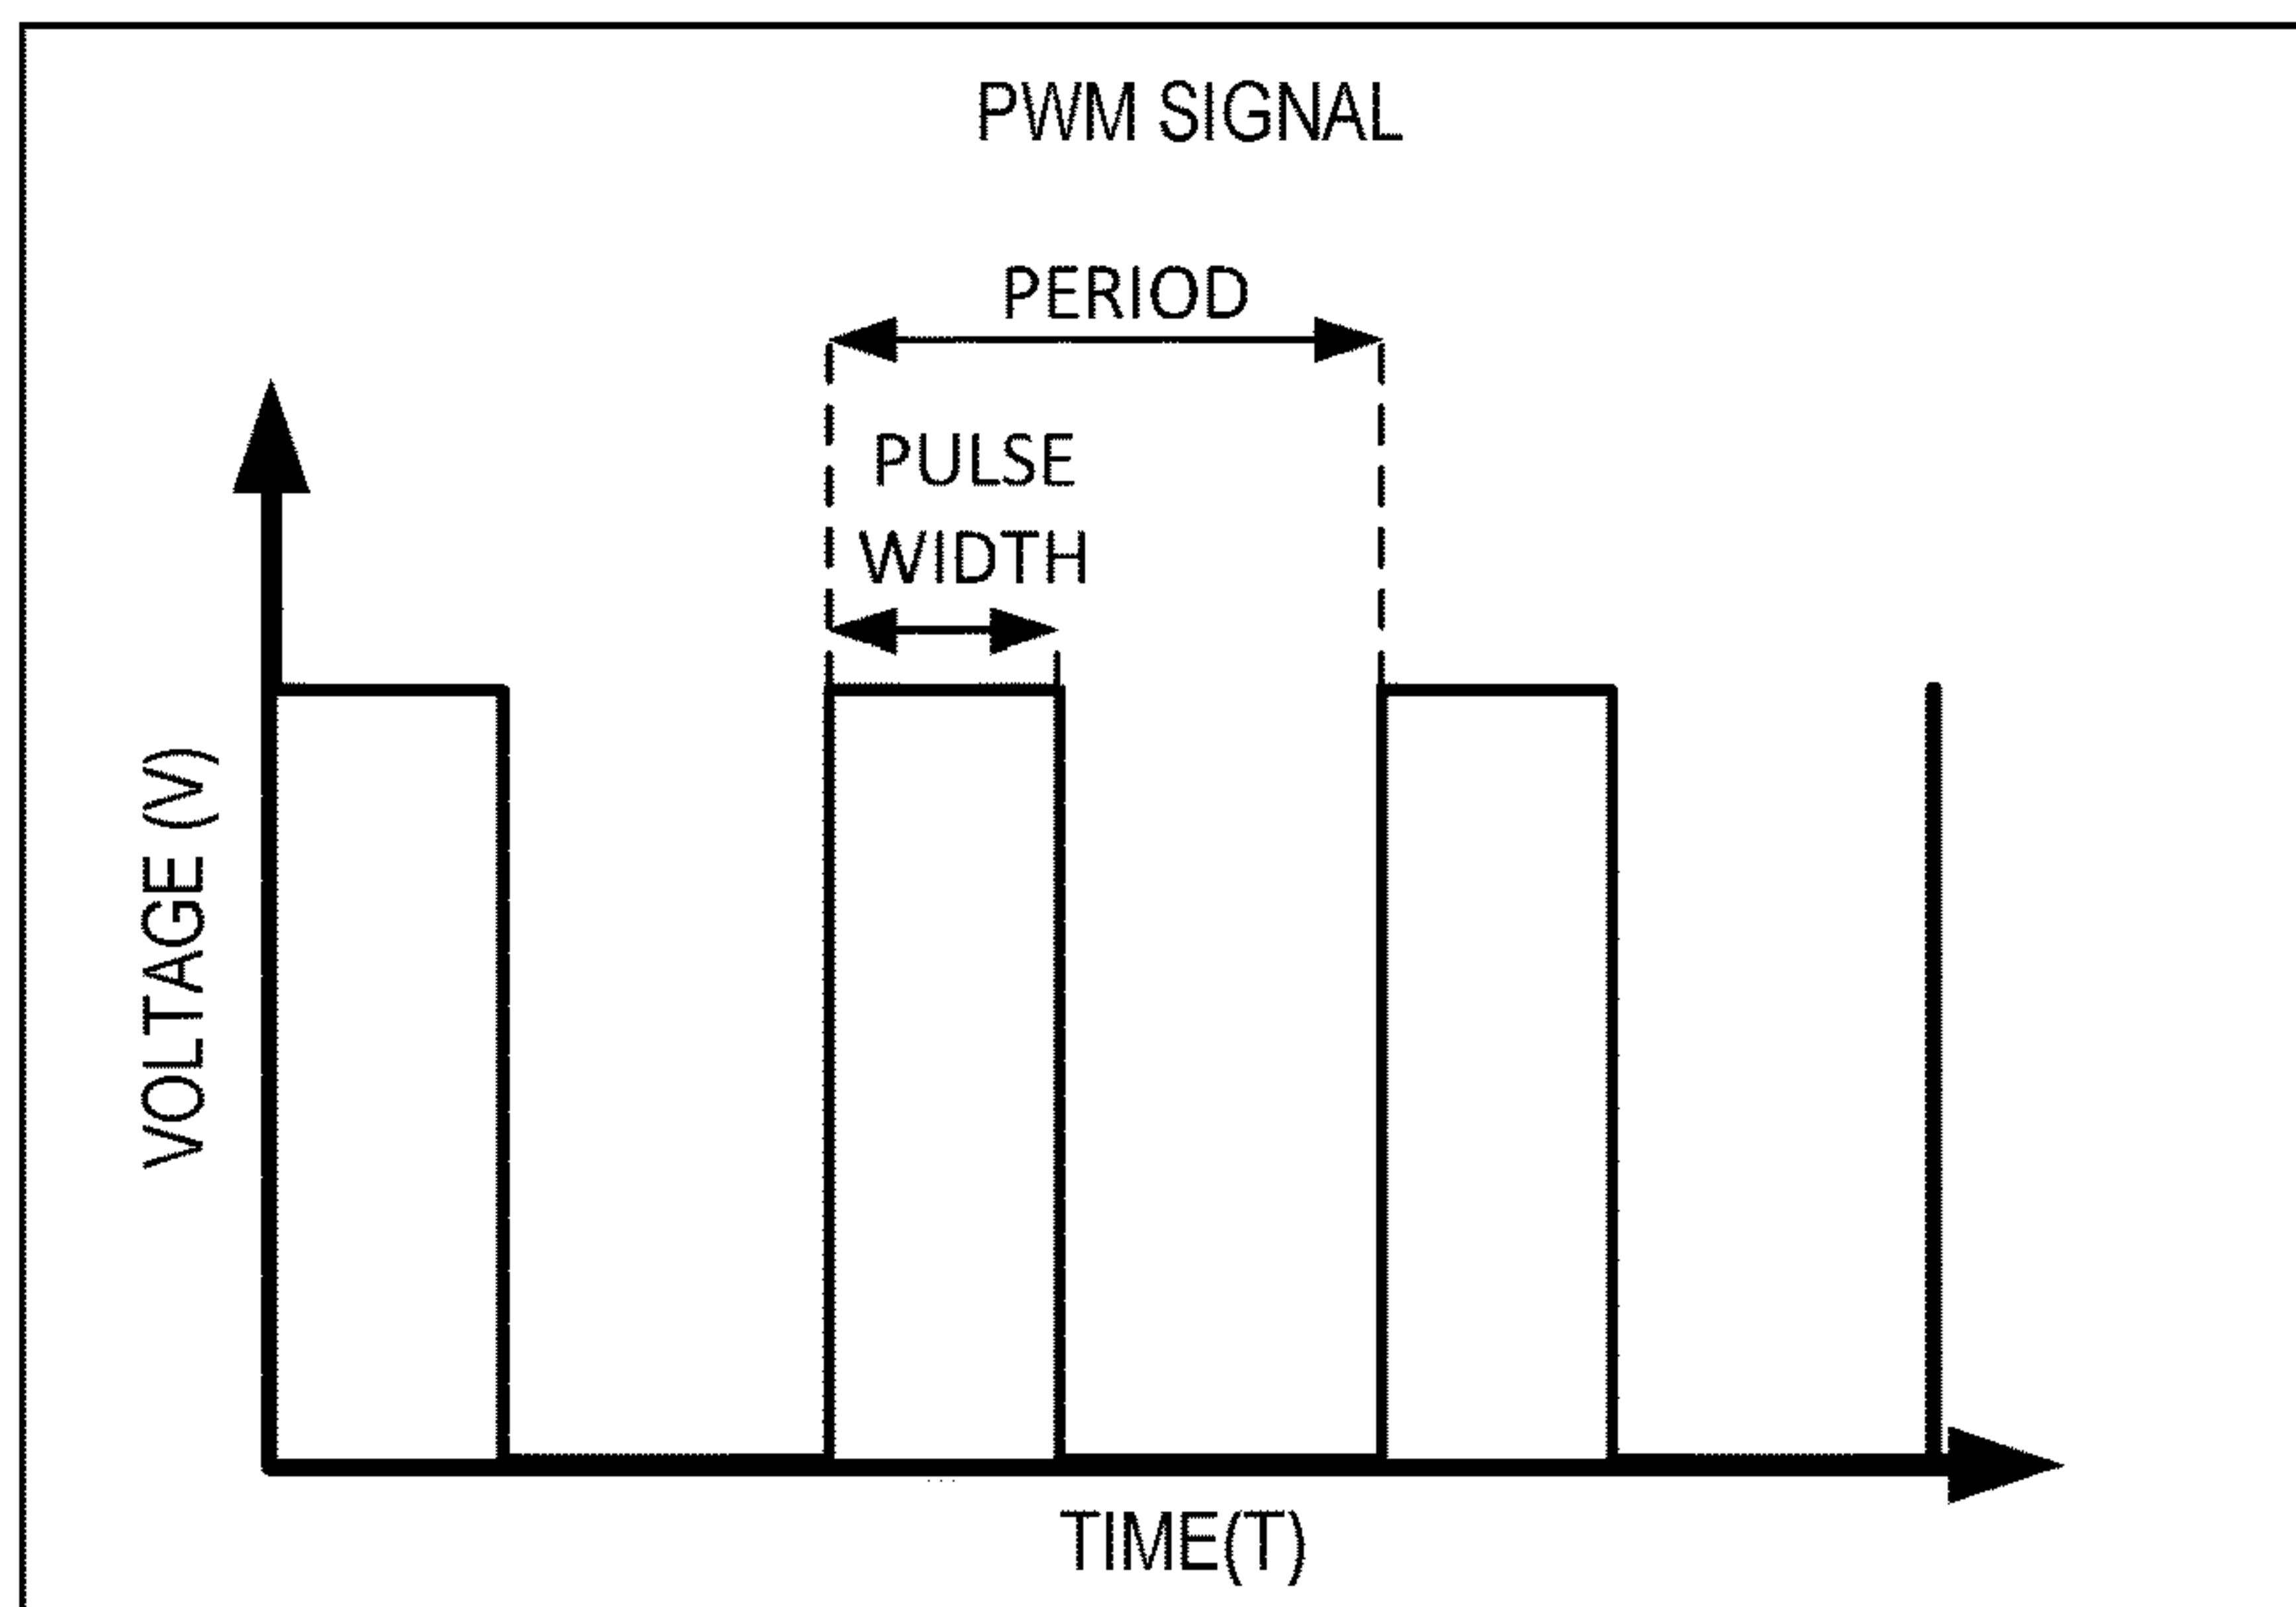 PWM SIGNAL
PERIOD
PULSE
WIDTH
VOLTAGE (V)
TIME(T)